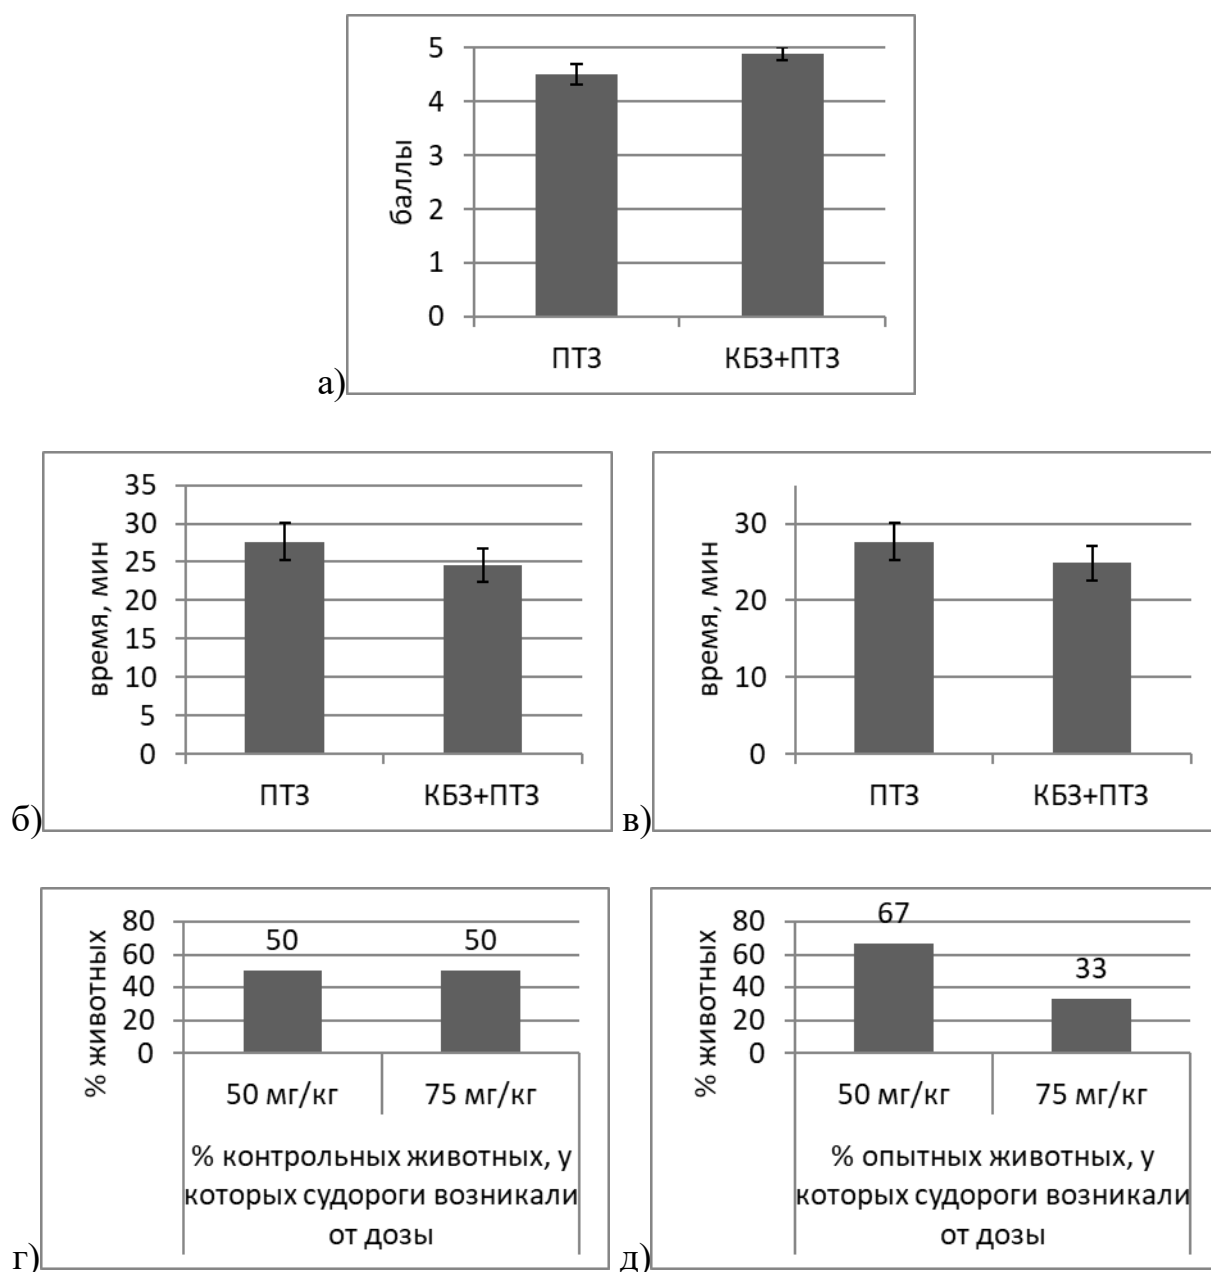 5
4
3
2
1
0
баллы
ПТЗ КБЗ+ПТЗ
а)
35
30
25
20
15
10
5
0
время, мин
ПТЗ КБЗ+ПТЗ
б)
30
20
10
0
время, мин
ПТЗ КБЗ+ПТЗ
в)
80
60
40
20
0
% животных
50 50
50 мг/кг 75 мг/кг
% контрольных животных, у
которых судороги возникали
от дозы
г)
80
60
40
20
0
% животных
67
33
50 мг/кг 75 мг/кг
% опытных животных, у
которых судороги возникали
от дозы
д)